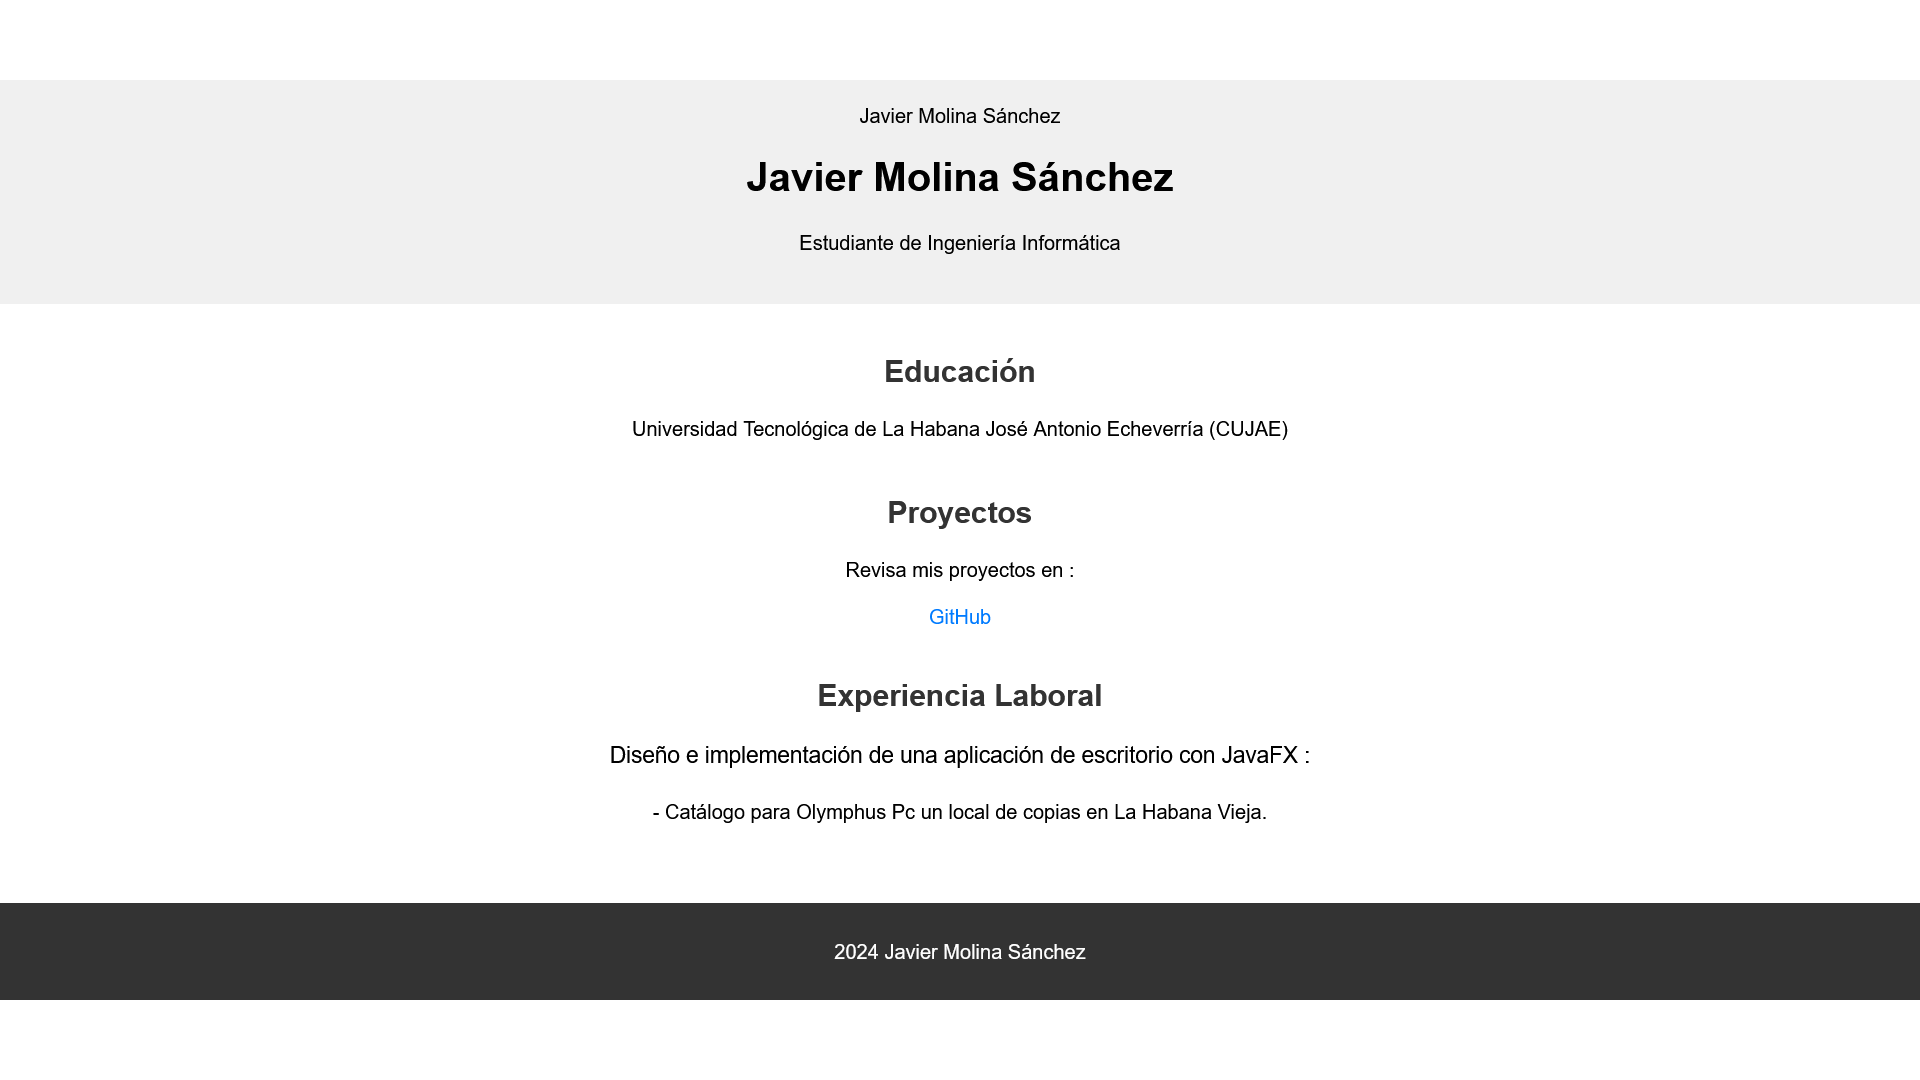 Javier Molina Sánchez
Javier Molina Sánchez
Estudiante de Ingeniería Informática
Educación
Universidad Tecnológica de La Habana José Antonio Echeverría (CUJAE)
Proyectos
Revisa mis proyectos en :
GitHub
Experiencia Laboral
Diseño e implementación de una aplicación de escritorio con JavaFX :
- Catálogo para Olymphus Pc un local de copias en La Habana Vieja.
2024 Javier Molina Sánchez